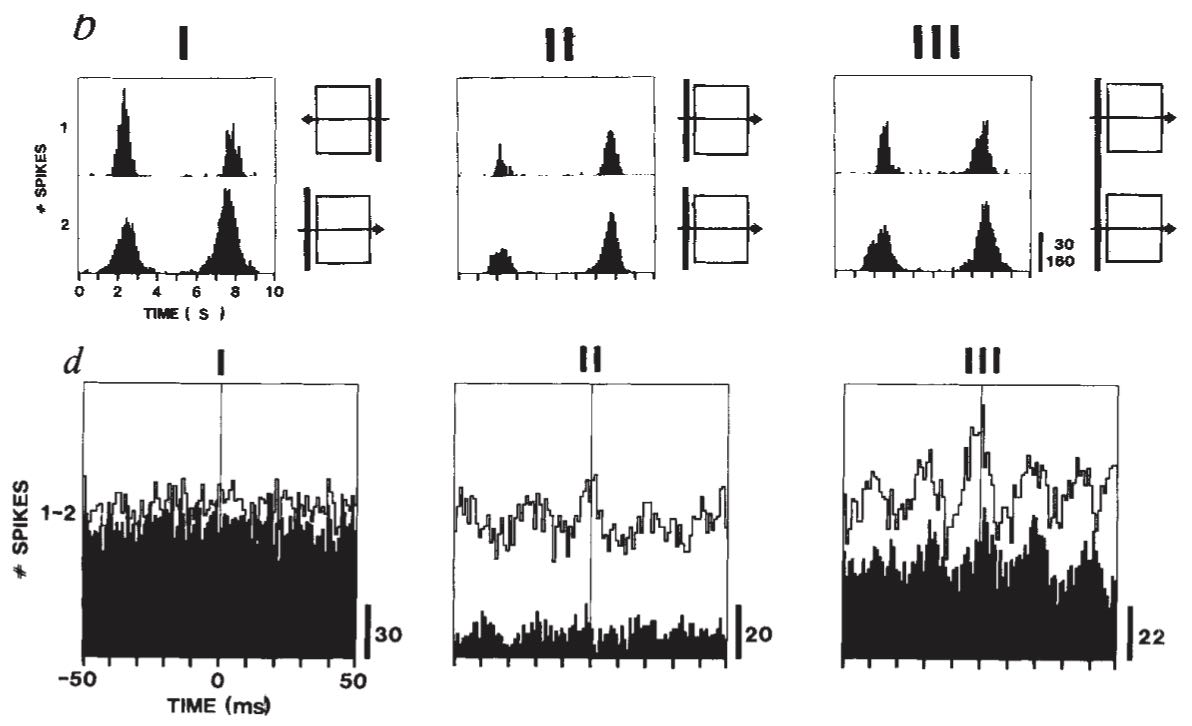 b
I II III
1
# SPIKES
2
30
160
0 2 4 6 8 10
TIME ( S )
d
I II III
# SPIKES
1-2
30
20
22
-50 0 50
TIME (ms)